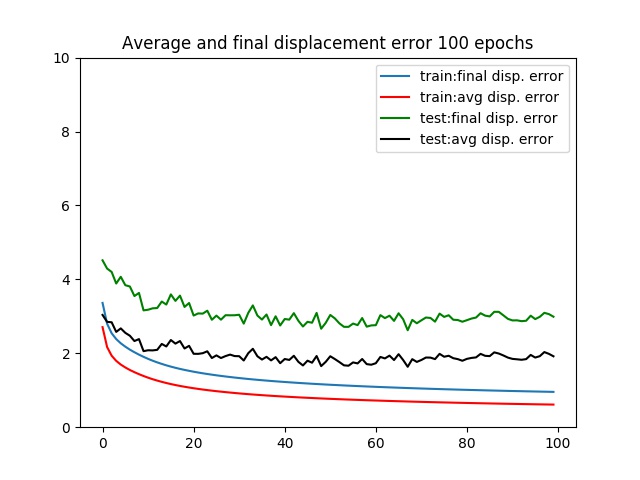 Average and final displacement error 100 epochs
train:final disp. error
train:avg disp. error
test:final disp. error
test:avg disp. error
10
8
6
4
2
0
0 20 40 60 80 100